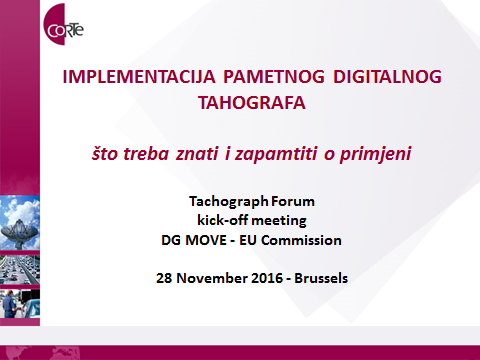 CORTE
IMPLEMENTACIJA PAMETNOG DIGITALNOG
TAHOGRAFA
što treba znati i zapamtiti o primjeni
Tachograph Forum
kick-off meeting
DG MOVE - EU Commission
28 November 2016 - Brussels